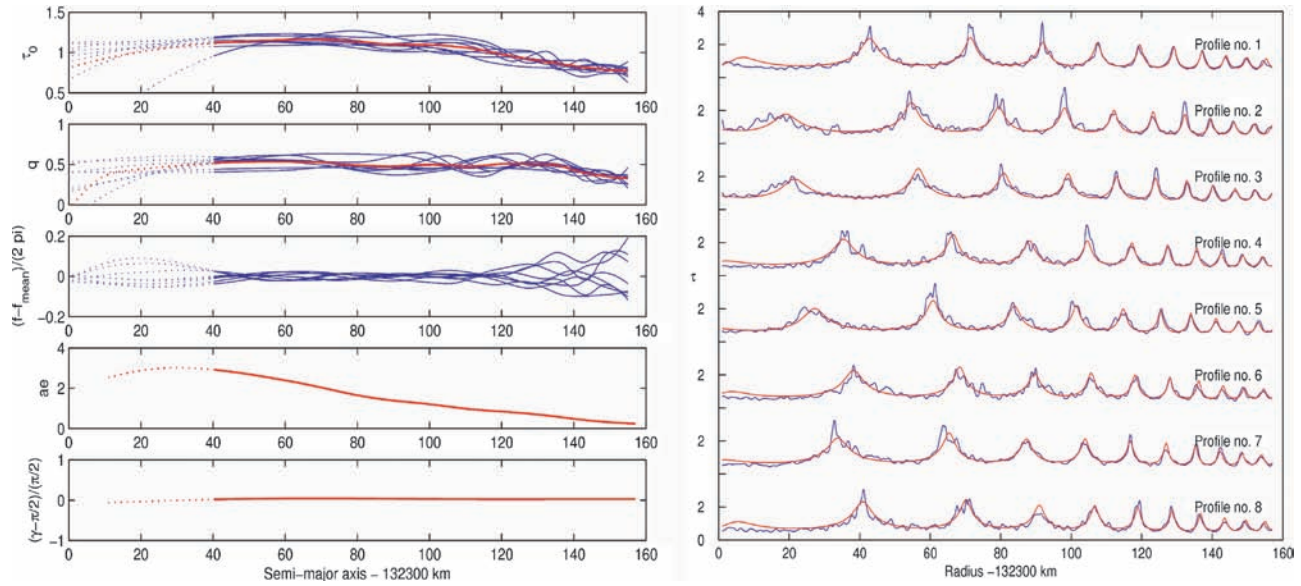 1.5
1
0.5
τ₀
0 20 40 60 80 100 120 140 160
1
0.5
0
q
0 20 40 60 80 100 120 140 160
0.2
0
−0.2
(f−f_mean)/(2 pi)
0 20 40 60 80 100 120 140 160
4
2
0
ae
0 20 40 60 80 100 120 140 160
1
0
−1
(γ−π/2)/(π/2)
0 20 40 60 80 100 120 140 160
Semi−major axis − 132300 km
4
2
Profile no. 1
2
Profile no. 2
2
Profile no. 3
2
Profile no. 4
τ
2
Profile no. 5
2
Profile no. 6
2
Profile no. 7
2
Profile no. 8
0
0 20 40 60 80 100 120 140 160
Radius −132300 km